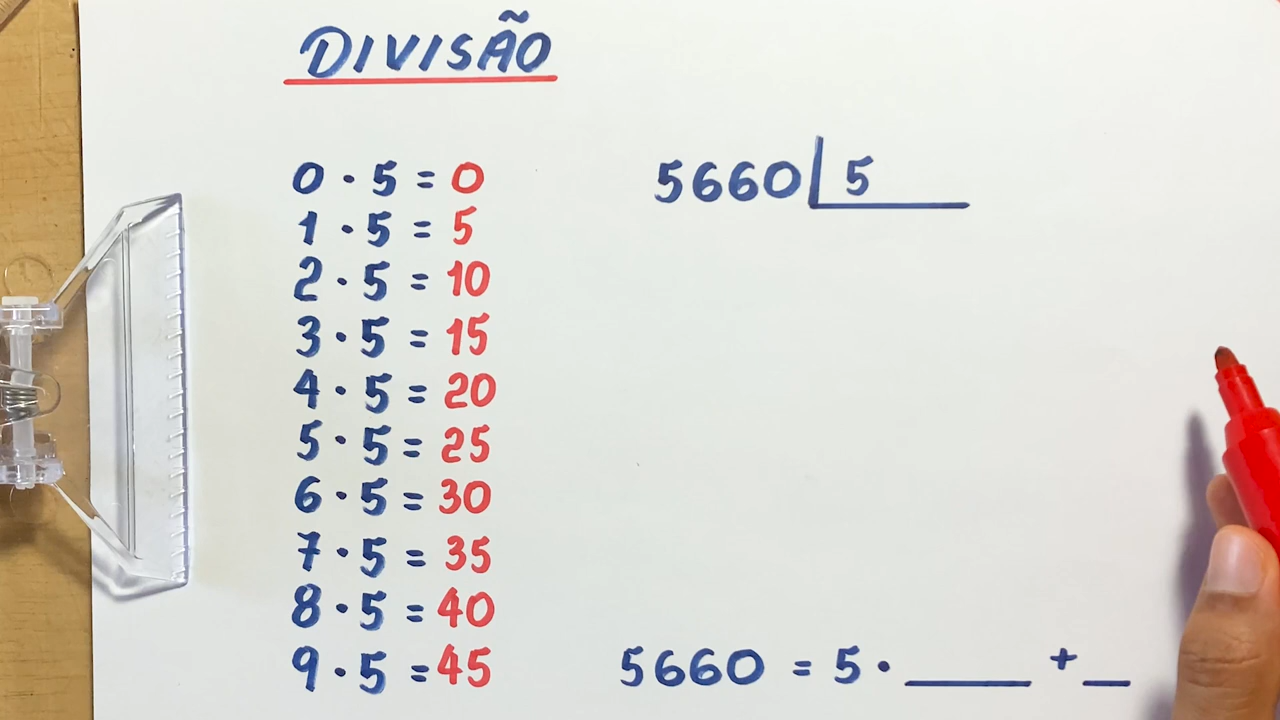 DIVISÃO
0 · 5 = 0
1 · 5 = 5
2 · 5 = 10
3 · 5 = 15
4 · 5 = 20
5 · 5 = 25
6 · 5 = 30
7 · 5 = 35
8 · 5 = 40
9 · 5 = 45
5660 | 5
5660 = 5 · ____ + __